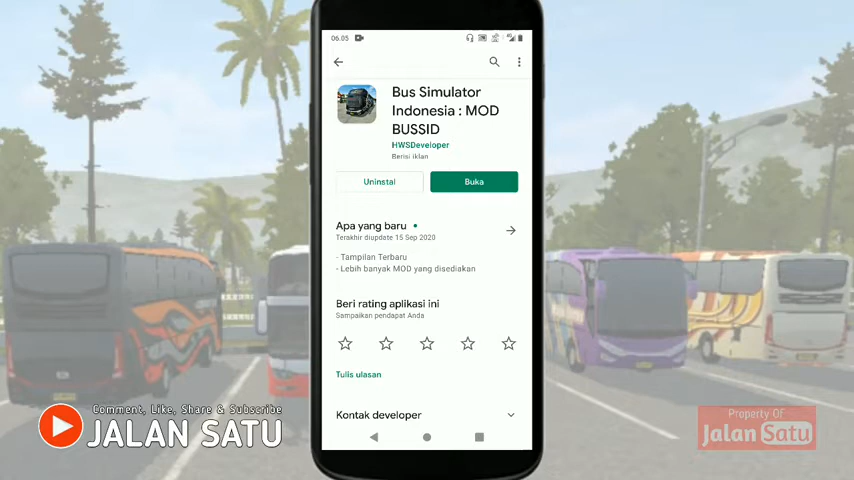 06.05
Bus Simulator
Indonesia : MOD
BUSSID
HWSDeveloper
Berisi iklan
Uninstal
Buka
Apa yang baru
Terakhir diupdate 15 Sep 2020
- Tampilan Terbaru
- Lebih banyak MOD yang disediakan
Beri rating aplikasi ini
Sampaikan pendapat Anda
Tulis ulasan
Kontak developer
Comment, Like, Share & Subscribe
JALAN SATU
Property Of
Jalan Satu